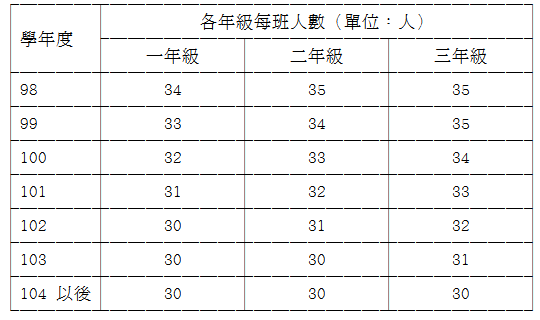 學年度 各年級每班人數（單位：人）
一年級 二年級 三年級
98 34 35 35
99 33 34 35
100 32 33 34
101 31 32 33
102 30 31 32
103 30 30 31
104 以後 30 30 30